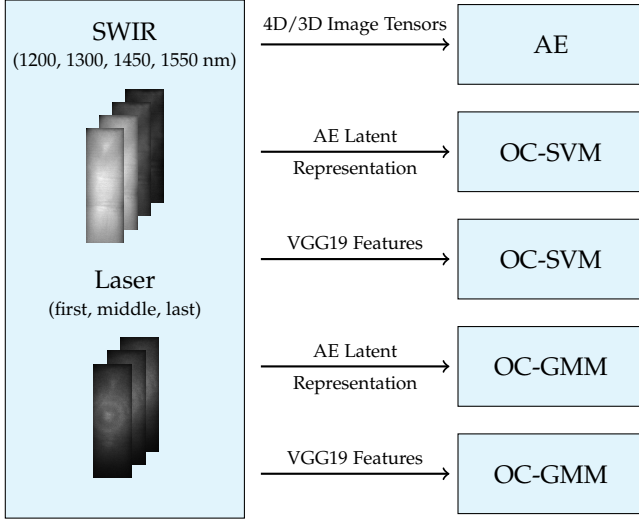 SWIR
(1200, 1300, 1450, 1550 nm)
Laser
(first, middle, last)
4D/3D Image Tensors
AE
AE Latent
Representation
OC-SVM
VGG19 Features
OC-SVM
AE Latent
Representation
OC-GMM
VGG19 Features
OC-GMM